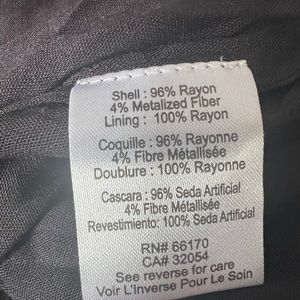 Shell : 96% Rayon
4% Metalized Fiber
Lining : 100% Rayon
Coquille : 96% Rayonne
4% Fibre Métallisée
Doublure : 100% Rayonne
Cascara : 96% Seda Artificial
4% Fibre Metálisée
Revestimiento: 100% Seda Artificial
RN# 66170
CA# 32054
See reverse for care
Voir L'Inverse Pour Le Soin